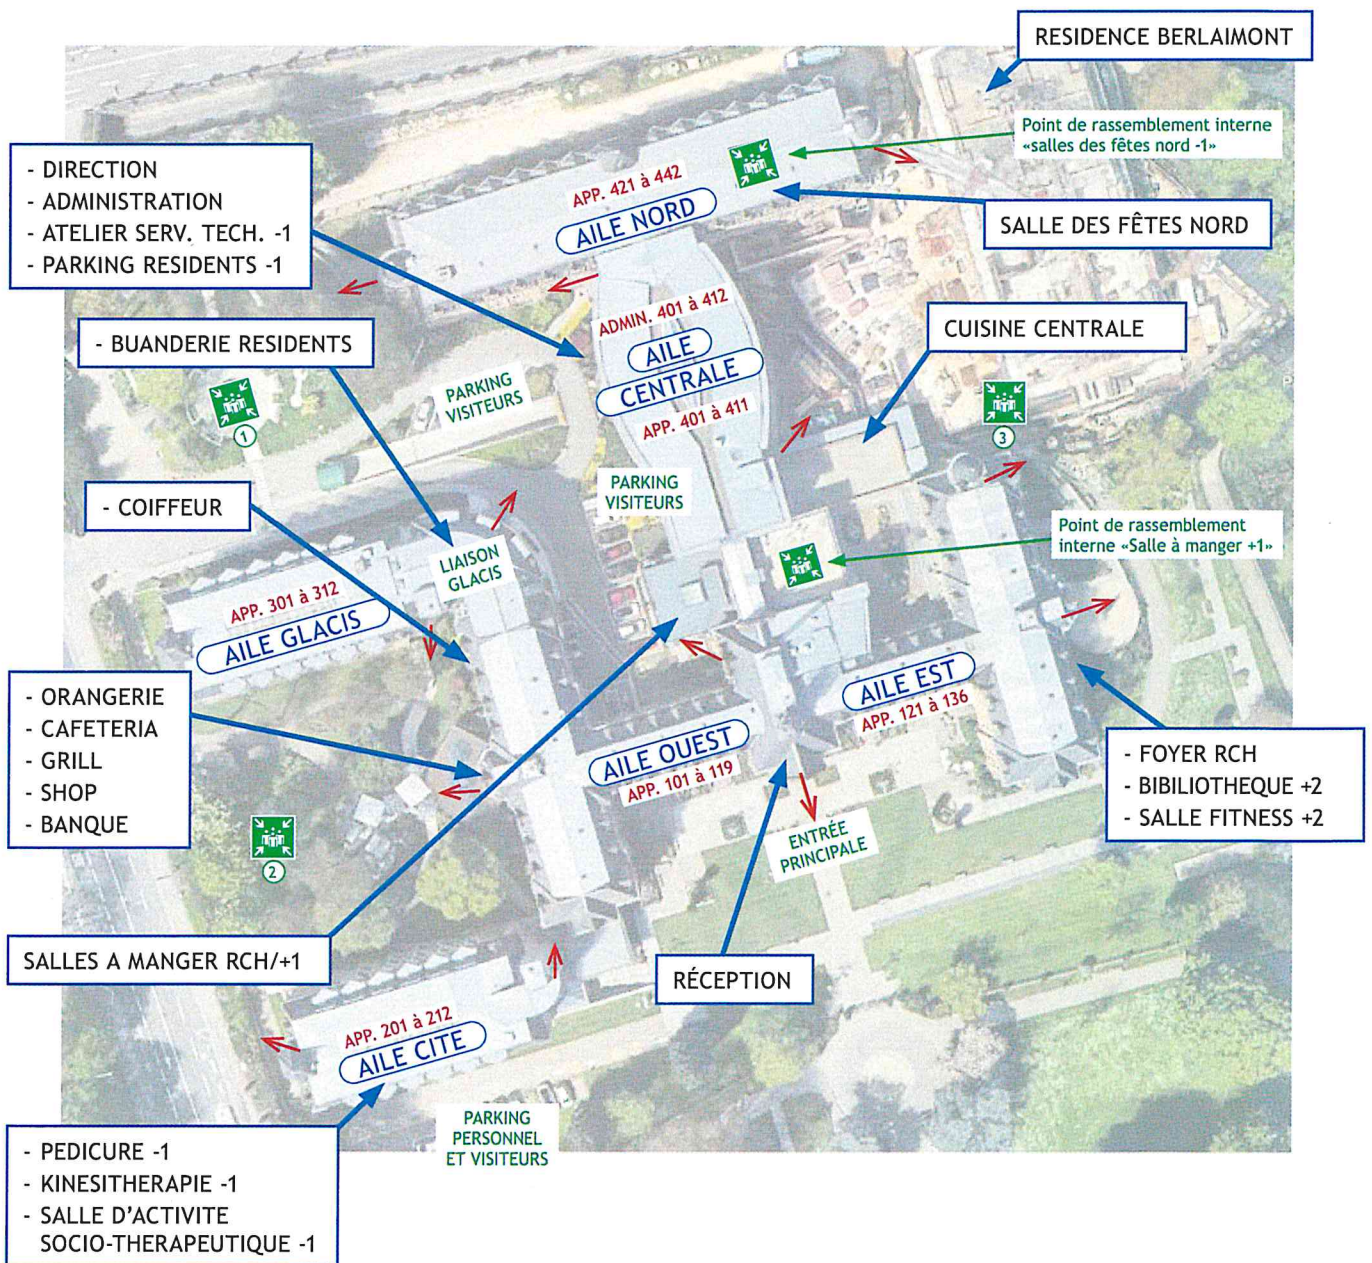 RESIDENCE BERLAIMONT
Point de rassemblement interne
«salles des fêtes nord -1»
- DIRECTION
- ADMINISTRATION
- ATELIER SERV. TECH. -1
- PARKING RESIDENTS -1
APP. 421 à 442
AILE NORD
SALLE DES FÊTES NORD
- BUANDERIE RESIDENTS
ADMIN. 401 à 412
AILE
CENTRALE
APP. 401 à 411
CUISINE CENTRALE
PARKING
VISITEURS
1
3
PARKING
VISITEURS
- COIFFEUR
Point de rassemblement
interne «Salle à manger +1»
LIAISON
GLACIS
APP. 301 à 312
AILE GLACIS
- ORANGERIE
- CAFETERIA
- GRILL
- SHOP
- BANQUE
AILE EST
APP. 121 à 136
AILE OUEST
APP. 101 à 119
- FOYER RCH
- BIBILIOTHEQUE +2
- SALLE FITNESS +2
2
ENTRÉE
PRINCIPALE
SALLES A MANGER RCH/+1
RÉCEPTION
APP. 201 à 212
AILE CITE
PARKING
PERSONNEL
ET VISITEURS
- PEDICURE -1
- KINESITHERAPIE -1
- SALLE D'ACTIVITE
SOCIO-THERAPEUTIQUE -1